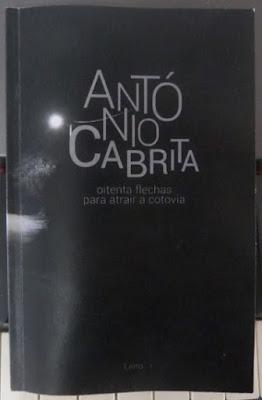 ANTÓ
NIO
CABRITA
oitenta flechas
para atrair a cotovia